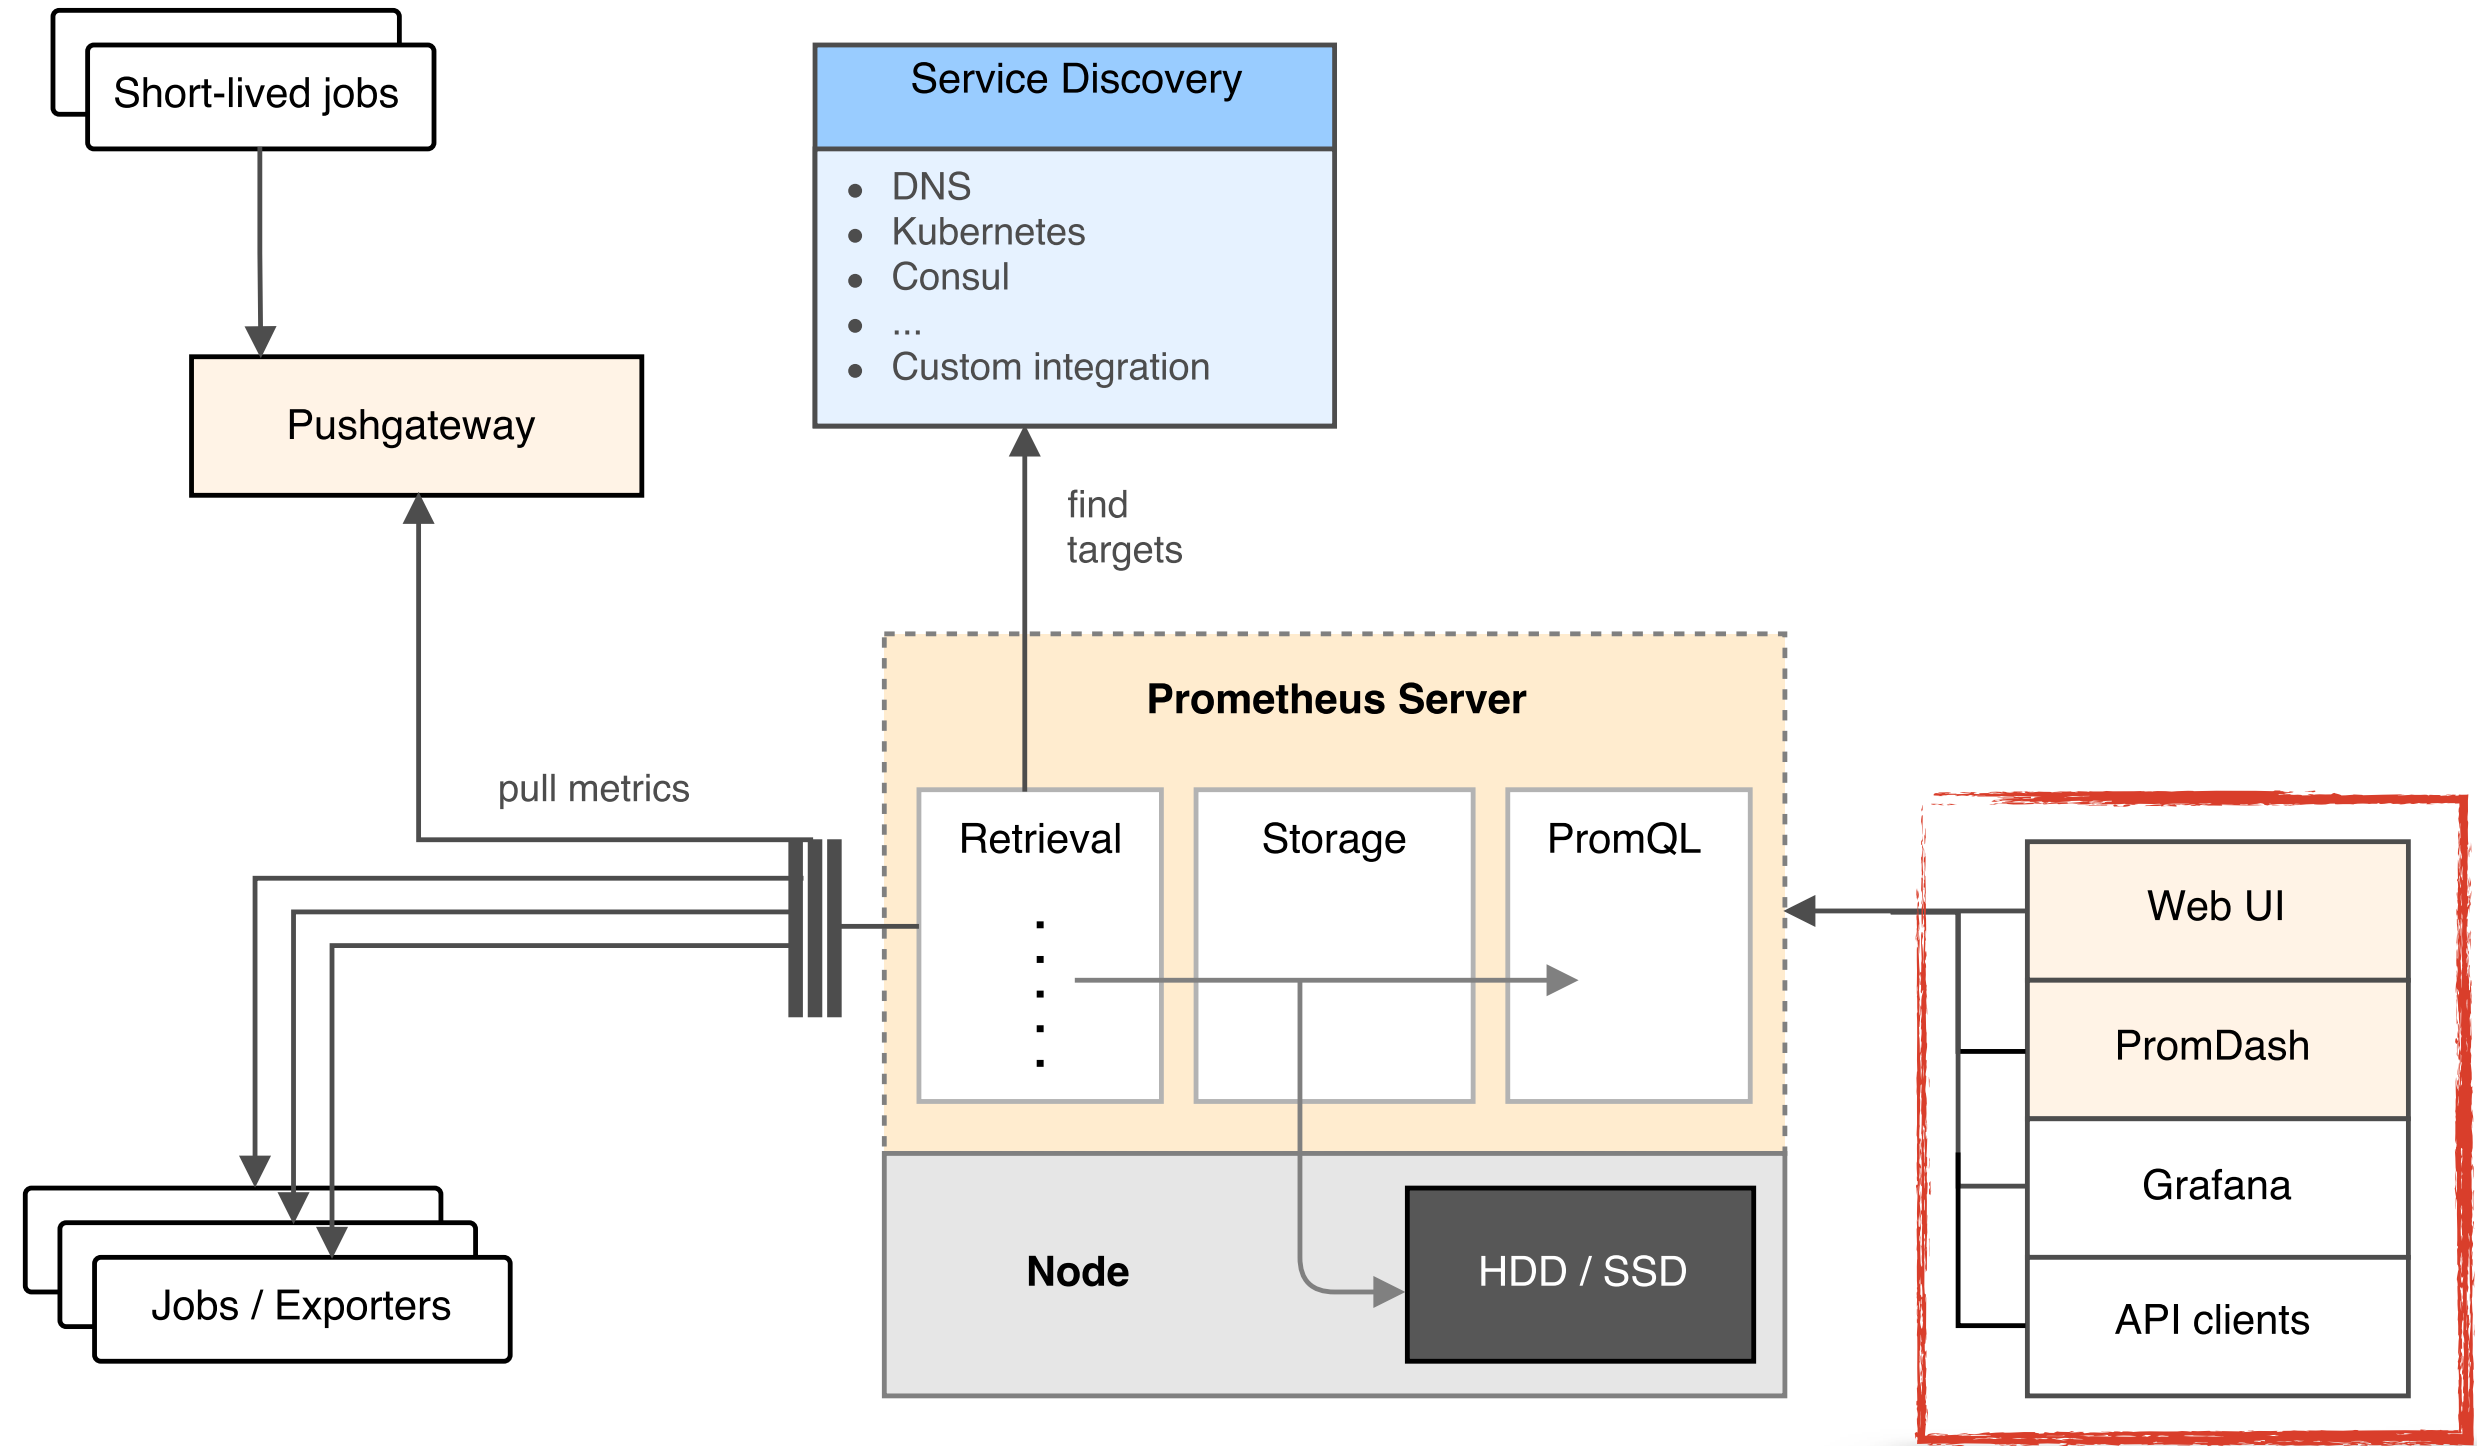 Short-lived jobs
Service Discovery
• DNS
• Kubernetes
• Consul
• ...
• Custom integration
Pushgateway
find
targets
Prometheus Server
pull metrics
Retrieval
Storage
PromQL
Web UI
PromDash
Grafana
API clients
Node
HDD / SSD
Jobs / Exporters